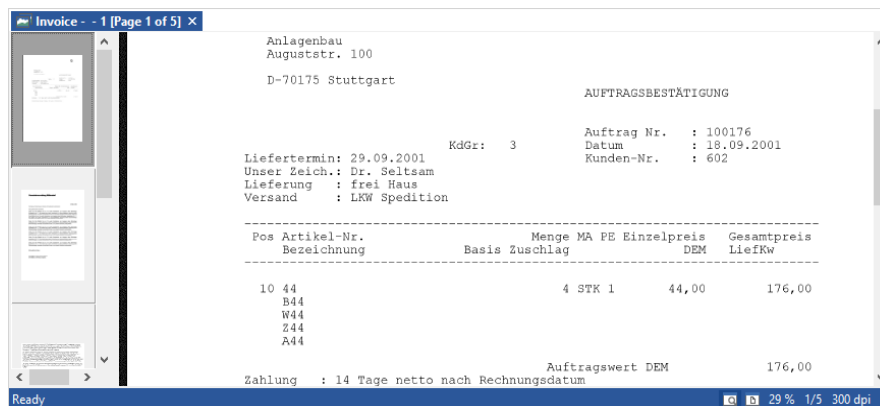 Invoice - - 1 [Page 1 of 5] ×
Anlagenbau
Auguststr. 100
D-70175 Stuttgart
AUFTRAGSBESTÄTIGUNG
Auftrag Nr. : 100176
KdGr: 3 Datum : 18.09.2001
Liefertermin: 29.09.2001 Kunden-Nr. : 602
Unser Zeich.: Dr. Seltsam
Lieferung : frei Haus
Versand : LKW Spedition
Pos Artikel-Nr. Menge MA PE Einzelpreis Gesamtpreis
Bezeichnung Basis Zuschlag DEM LiefKw
10 44 4 STK 1 44,00 176,00
B44
W44
Z44
A44
Auftragswert DEM 176,00
Zahlung : 14 Tage netto nach Rechnungsdatum
Ready 29 % 1/5 300 dpi